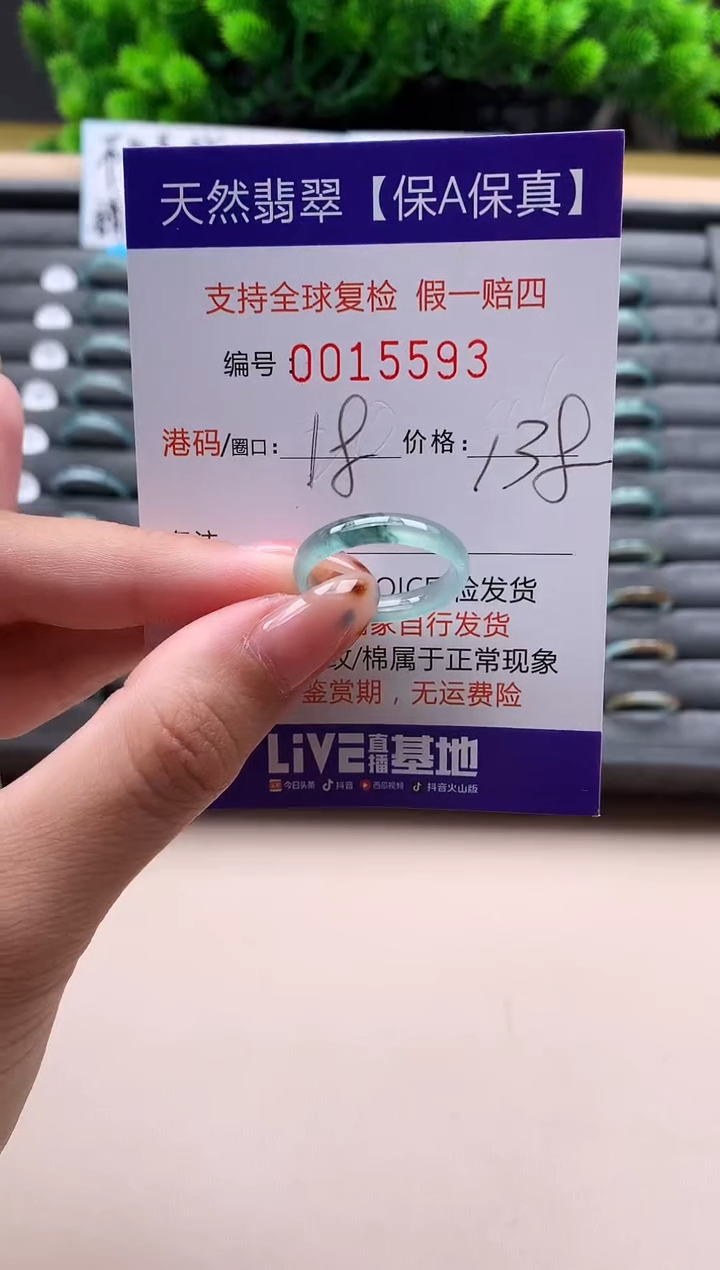 天然翡翠【保A保真】
支持全球复检 假一赔四
编号:0015593
港码/圈口:18 价格:138
检发货
家自行发货
纹/棉属于正常现象
鉴赏期，无运费险
LiVE直播基地
今日头条 抖音 西瓜视频 抖音火山版